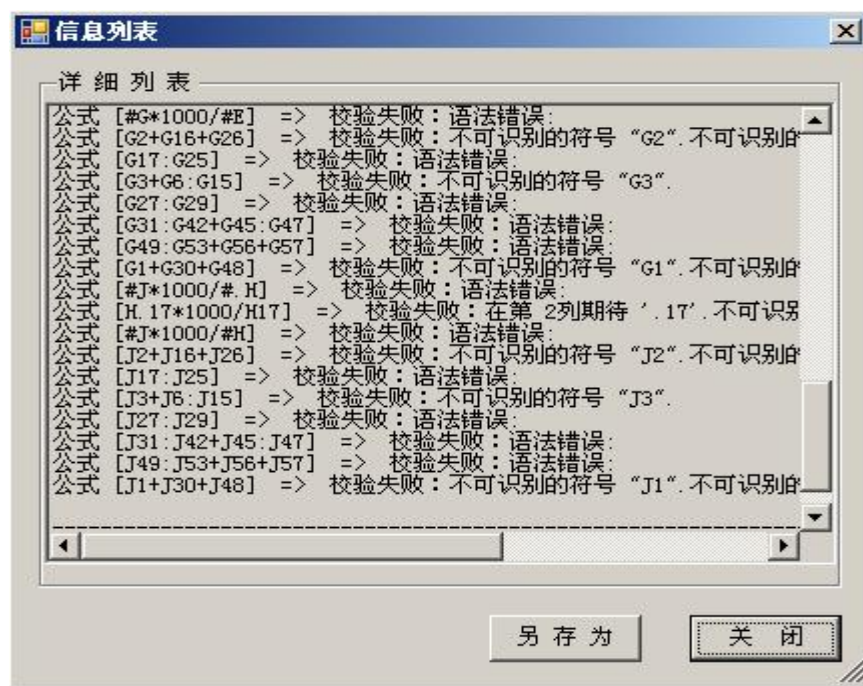 信息列表
详 细 列 表
公式 [#G*1000/#E] => 校验失败：语法错误:
公式 [G2+G16+G26] => 校验失败：不可识别的符号 "G2".不可识别的
公式 [G17:G25] => 校验失败：语法错误:
公式 [G3+G6:G15] => 校验失败：不可识别的符号 "G3".
公式 [G27:G29] => 校验失败：语法错误:
公式 [G31:G42+G45:G47] => 校验失败：语法错误:
公式 [G49:G53+G56+G57] => 校验失败：语法错误:
公式 [G1+G30+G48] => 校验失败：不可识别的符号 "G1".不可识别的
公式 [#J*1000/#.H] => 校验失败：语法错误:
公式 [H.17*1000/H17] => 校验失败：在第 2列期待 '.17'.不可识别
公式 [#J*1000/#H] => 校验失败：语法错误:
公式 [J2+J16+J26] => 校验失败：不可识别的符号 "J2".不可识别的
公式 [J17:J25] => 校验失败：语法错误:
公式 [J3+J6:J15] => 校验失败：不可识别的符号 "J3".
公式 [J27:J29] => 校验失败：语法错误:
公式 [J31:J42+J45:J47] => 校验失败：语法错误:
公式 [J49:J53+J56+J57] => 校验失败：语法错误:
公式 [J1+J30+J48] => 校验失败：不可识别的符号 "J1".不可识别的
另 存 为
关 闭